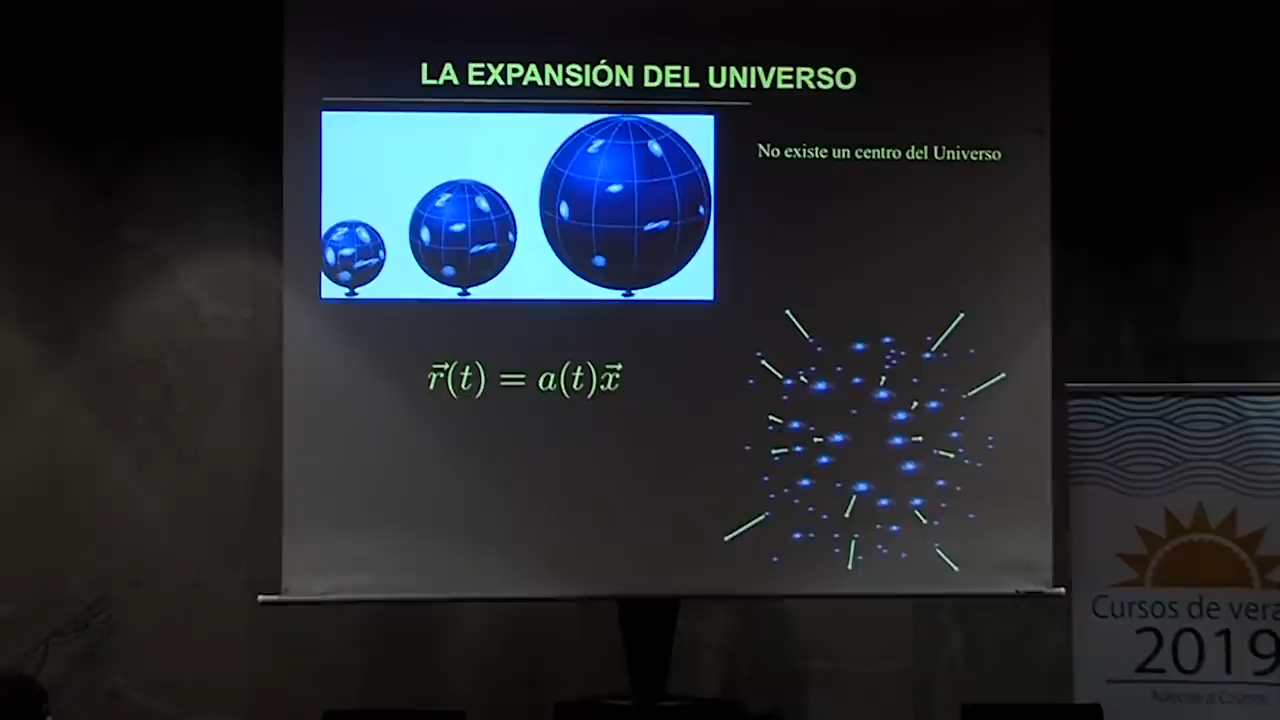 LA EXPANSIÓN DEL UNIVERSO
No existe un centro del Universo
r⃗(t) = a(t)x⃗
Cursos de vera
2019